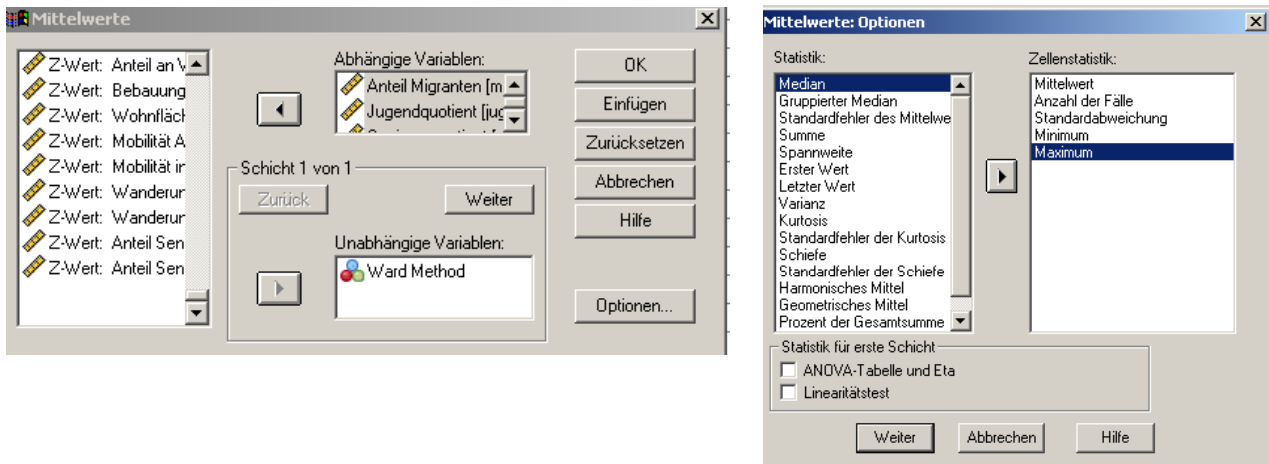 Mittelwerte
Z-Wert: Anteil an
Z-Wert: Bebauung
Z-Wert: Wohnfläch
Z-Wert: Mobilität A
Z-Wert: Mobilität ir
Z-Wert: Wanderur
Z-Wert: Wanderur
Z-Wert: Anteil Sen
Z-Wert: Anteil Sen
Abhängige Variablen:
Anteil Migranten [m
Jugendquotient [jug
Schicht 1 von 1
Zurück
Weiter
Unabhängige Variablen:
Ward Method
OK
Einfügen
Zurücksetzen
Abbrechen
Hilfe
Optionen...
Mittelwerte: Optionen
Statistik:
Median
Gruppierter Median
Standardfehler des Mittelwe
Summe
Spannweite
Erster Wert
Letzter Wert
Varianz
Kurtosis
Standardfehler der Kurtosis
Schiefe
Standardfehler der Schiefe
Harmonisches Mittel
Geometrisches Mittel
Prozent der Gesamtsumme
Zellenstatistik:
Mittelwert
Anzahl der Fälle
Standardabweichung
Minimum
Maximum
Statistik für erste Schicht
ANOVA-Tabelle und Eta
Linearitätstest
Weiter
Abbrechen
Hilfe